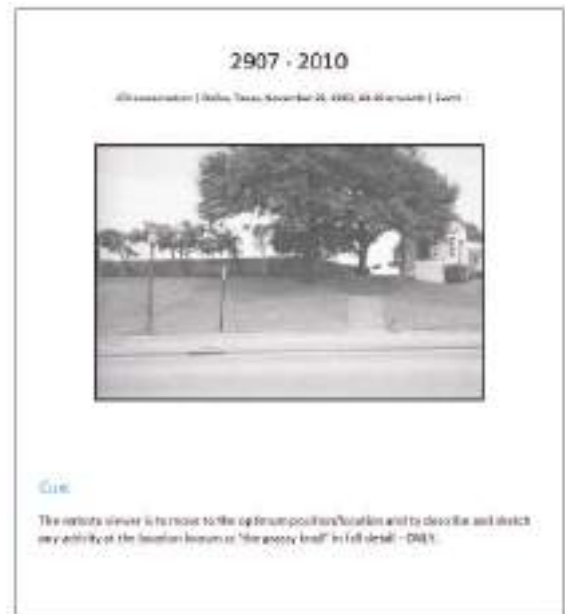 2907 - 2010
| Dallas, Texas, November 22, 1963, | Event
Cue:
The remote viewer is to move to the optimum position/location and to describe and sketch
any activity at the location known as "the grassy knoll" in full detail - ONLY.